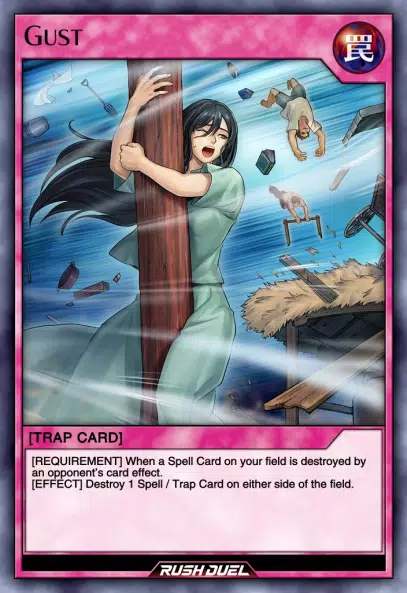 GUST
罠
[TRAP CARD]
[REQUIREMENT] When a Spell Card on your field is destroyed by
an opponent's card effect.
[EFFECT] Destroy 1 Spell / Trap Card on either side of the field.
RUSH DUEL